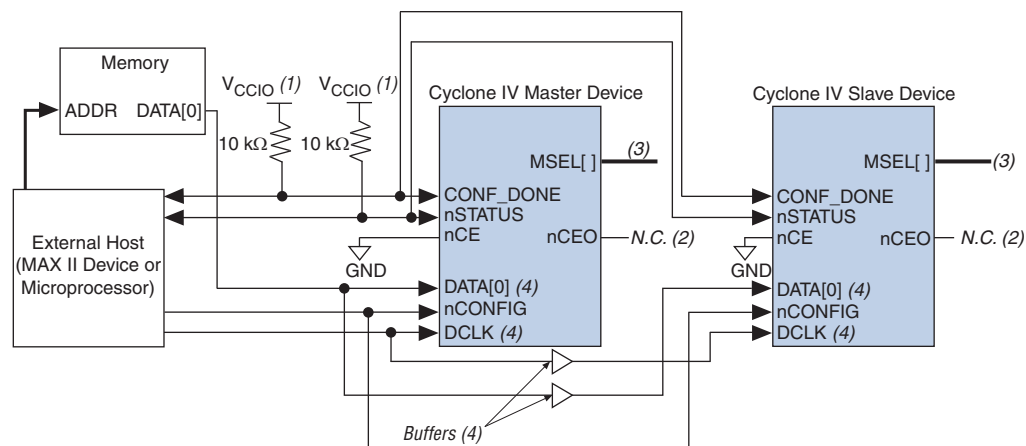 Memory
ADDR DATA[0]
VCCIO (1)
VCCIO (1)
10 kΩ
10 kΩ
External Host
(MAX II Device or
Microprocessor)
Cyclone IV Master Device
MSEL[ ]
(3)
CONF_DONE
nSTATUS
nCE
nCEO
N.C. (2)
GND
DATA[0] (4)
nCONFIG
DCLK (4)
Cyclone IV Slave Device
MSEL[ ]
(3)
CONF_DONE
nSTATUS
nCE
nCEO
N.C. (2)
GND
DATA[0] (4)
nCONFIG
DCLK (4)
Buffers (4)